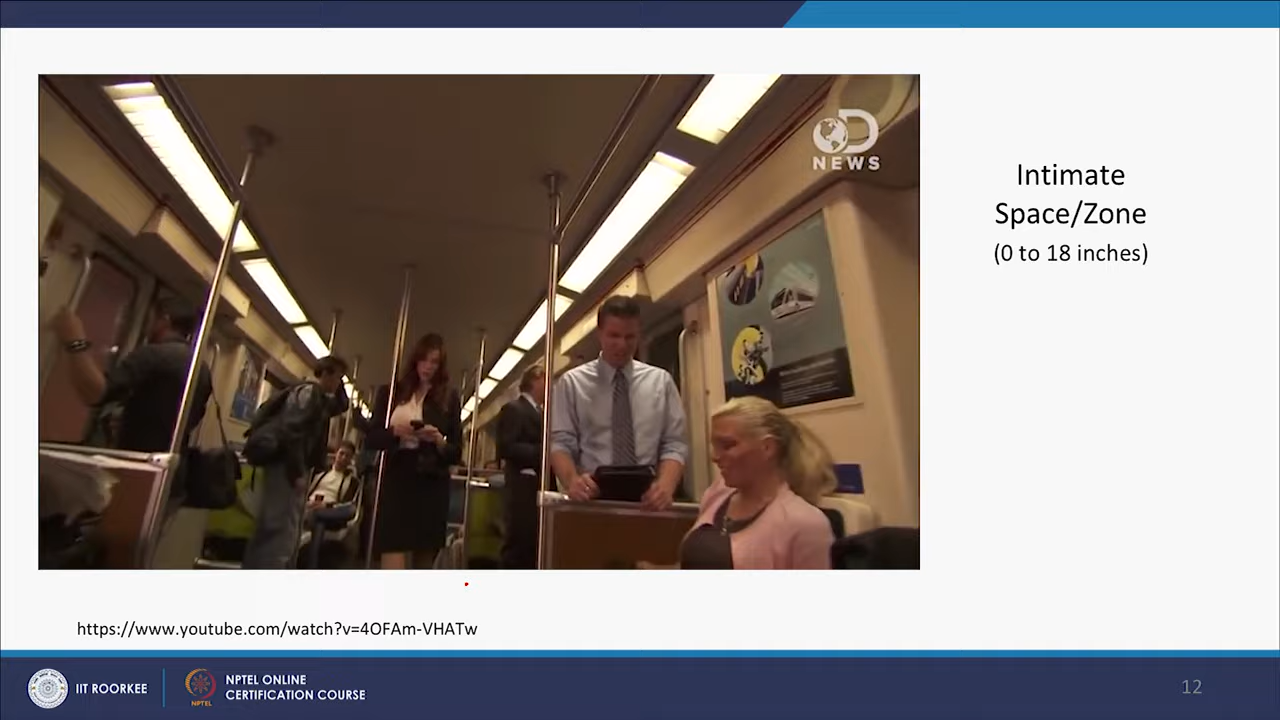 NEWS
Intimate
Space/Zone
(0 to 18 inches)
https://www.youtube.com/watch?v=4OFAm-VHATw
IIT ROORKEE
NPTEL
NPTEL ONLINE
CERTIFICATION COURSE
12